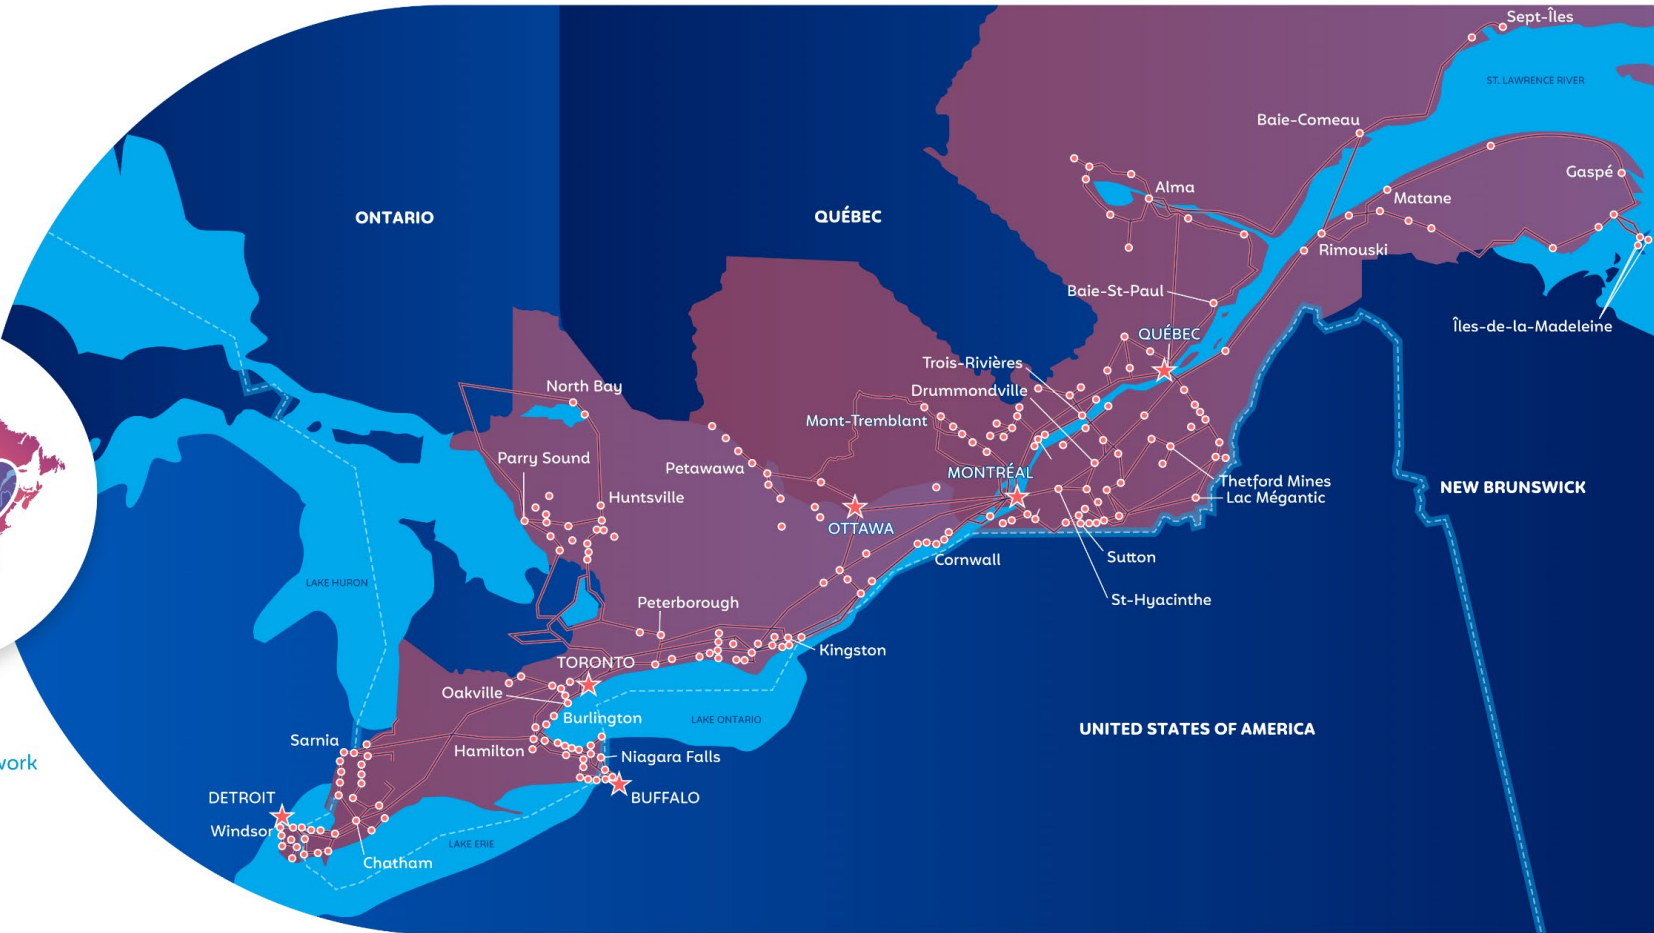 Sept-Îles
ST. LAWRENCE RIVER
Baie-Comeau
Gaspé
Alma
Matane
ONTARIO
QUÉBEC
Rimouski
Baie-St-Paul
Îles-de-la-Madeleine
QUÉBEC
Trois-Rivières
Drummondville
North Bay
Mont-Tremblant
Parry Sound
Petawawa
MONTRÉAL
Thetford Mines
Lac Mégantic
NEW BRUNSWICK
Huntsville
OTTAWA
Cornwall
Sutton
LAKE HURON
St-Hyacinthe
Peterborough
Kingston
TORONTO
Oakville
Burlington
LAKE ONTARIO
UNITED STATES OF AMERICA
Sarnia
Hamilton
Niagara Falls
DETROIT
BUFFALO
Windsor
LAKE ERIE
Chatham